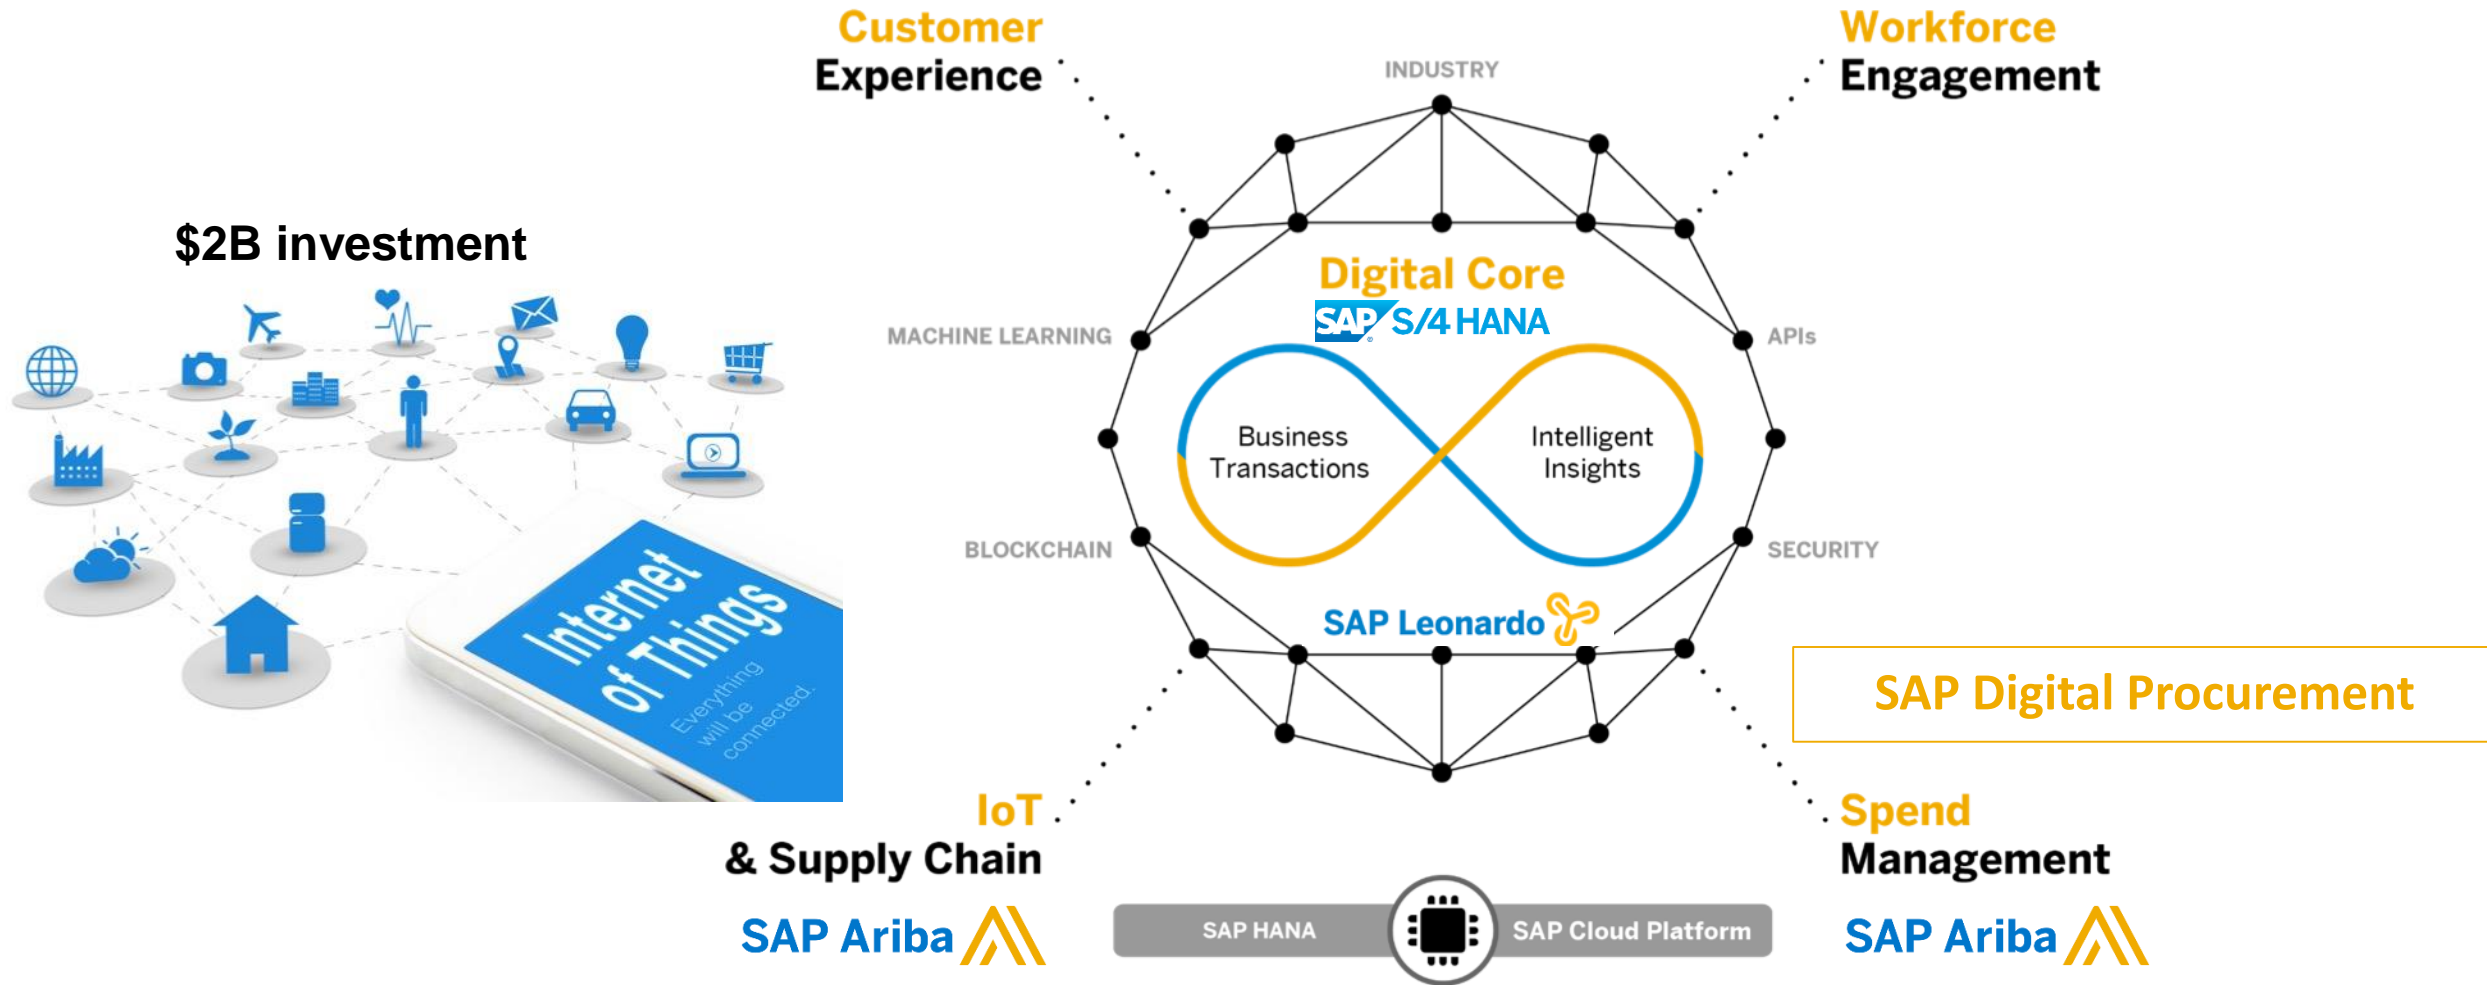 Customer
Experience
Workforce
Engagement
INDUSTRY
$2B investment
Digital Core
SAP S/4 HANA
MACHINE LEARNING
APIs
Business
Transactions
Intelligent
Insights
BLOCKCHAIN
SECURITY
Internet
of Things
Everything
will be
connected.
SAP Leonardo
SAP Digital Procurement
IoT
& Supply Chain
Spend
Management
SAP Ariba
SAP HANA
SAP Cloud Platform
SAP Ariba